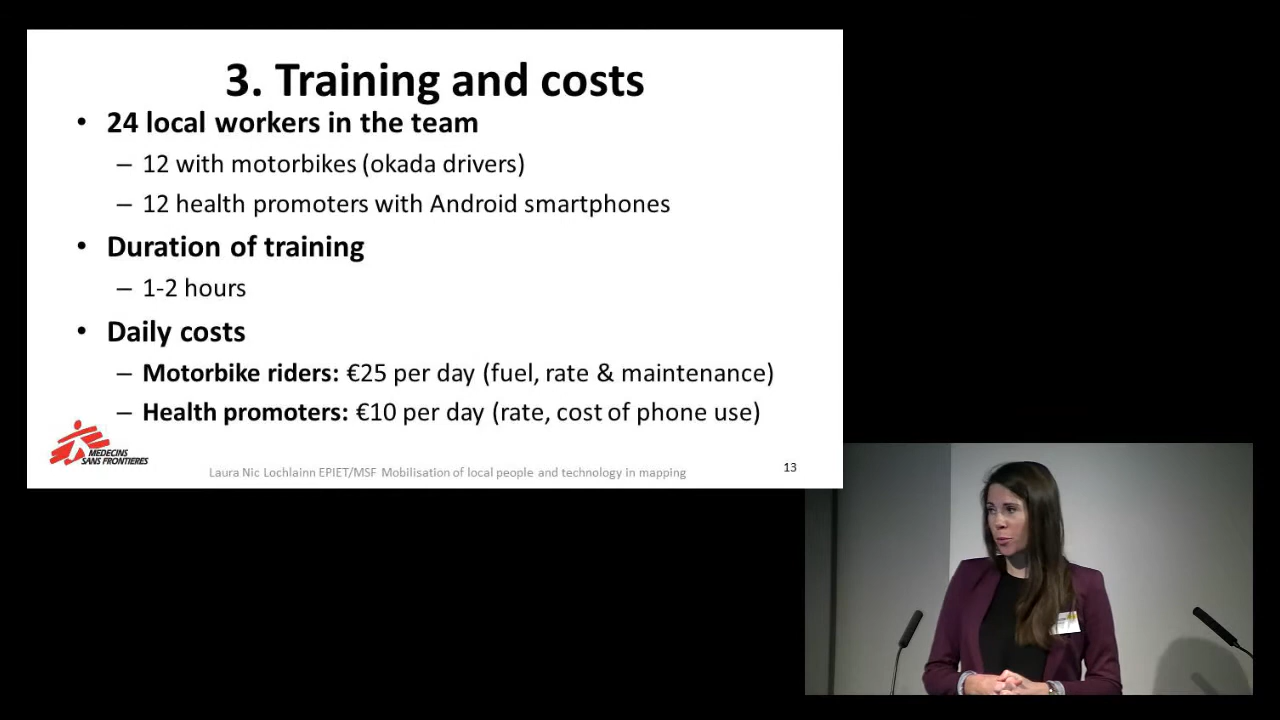 3. Training and costs
• 24 local workers in the team
– 12 with motorbikes (okada drivers)
– 12 health promoters with Android smartphones
• Duration of training
– 1-2 hours
• Daily costs
– Motorbike riders: €25 per day (fuel, rate & maintenance)
– Health promoters: €10 per day (rate, cost of phone use)
MEDECINS
SANS FRONTIERES
Laura Nic Lochlainn EPIET/MSF Mobilisation of local people and technology in mapping
13